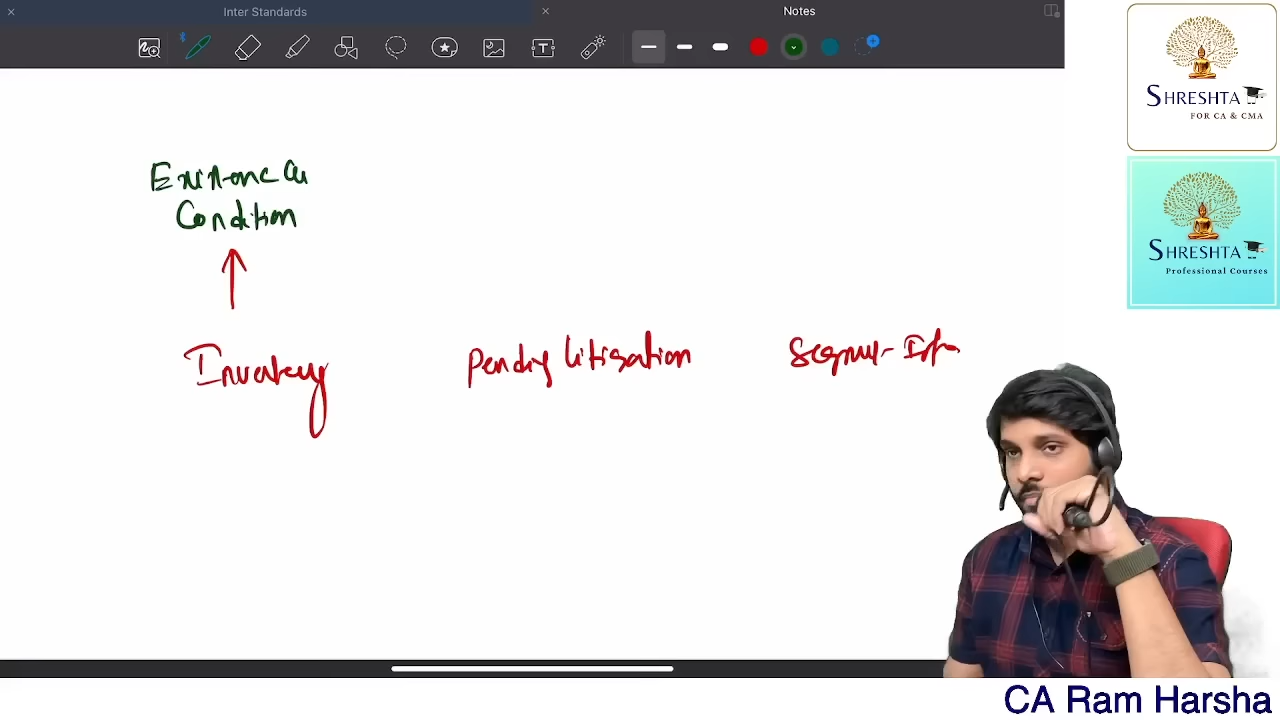 Inter Standards
Notes
SHRESHTA
FOR CA & CMA
Existence &
Condition
SHRESHTA
Professional Courses
Inventory
Pending Litigation
Segment Info
CA Ram Harsha